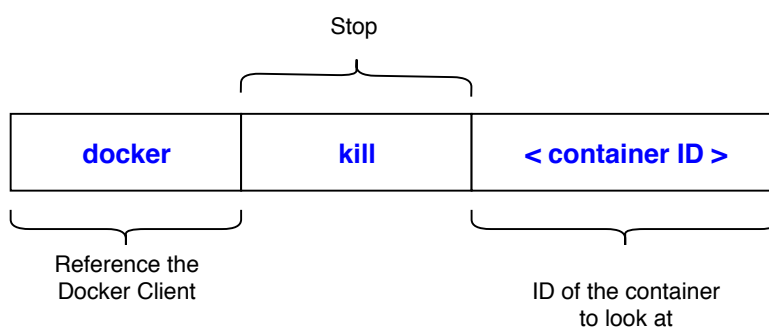 Stop
docker kill < container ID >
Reference the
Docker Client
ID of the container
to look at